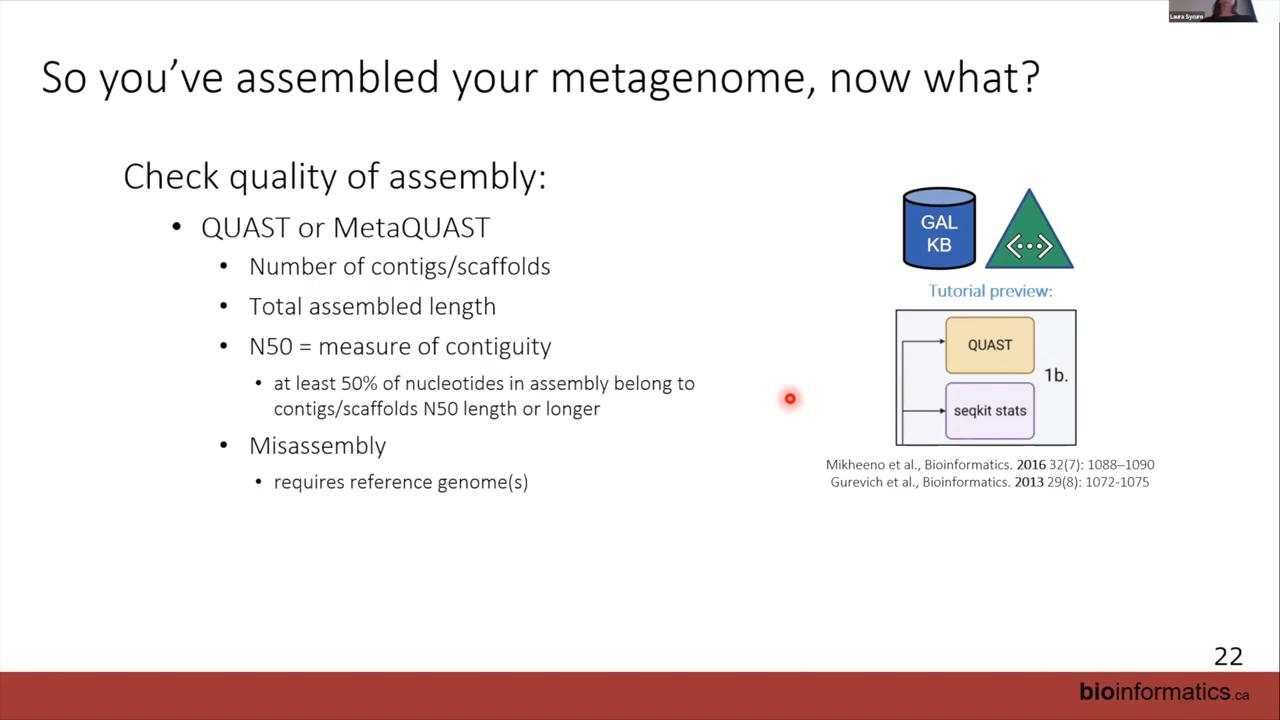 Laura Sycuro
So you’ve assembled your metagenome, now what?
Check quality of assembly:
• QUAST or MetaQUAST
• Number of contigs/scaffolds
• Total assembled length
• N50 = measure of contiguity
• at least 50% of nucleotides in assembly belong to
contigs/scaffolds N50 length or longer
• Misassembly
• requires reference genome(s)
GAL
KB
<...>
Tutorial preview:
QUAST
1b.
seqkit stats
Mikheeno et al., Bioinformatics. 2016 32(7): 1088–1090
Gurevich et al., Bioinformatics. 2013 29(8): 1072-1075
22
bioinformatics.ca